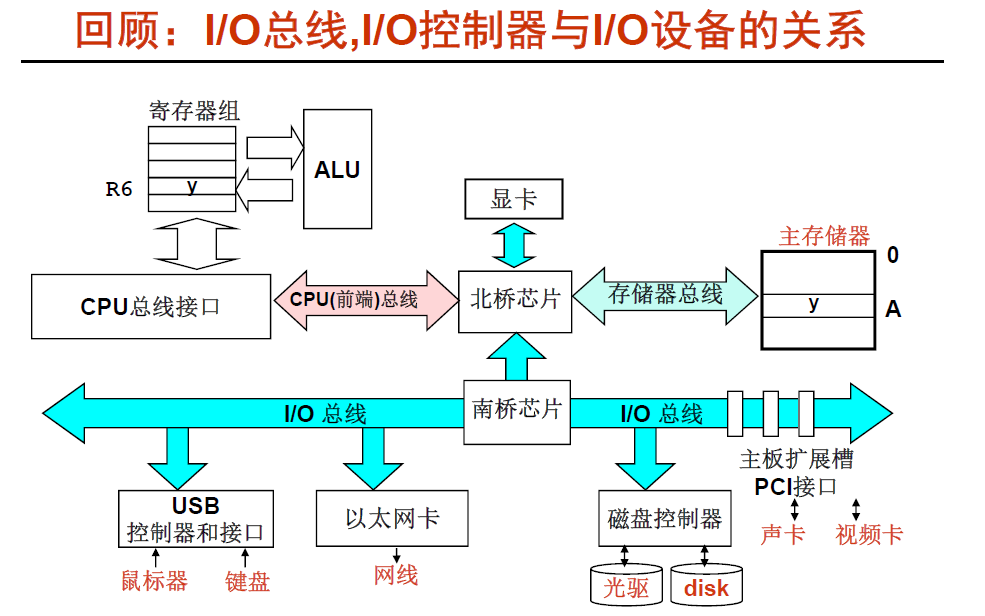 回顾：I/O总线,I/O控制器与I/O设备的关系
寄存器组
R6
y
ALU
显卡
主存储器
0
CPU总线接口
CPU(前端)总线
北桥芯片
存储器总线
y
A
I/O 总线
南桥芯片
I/O 总线
主板扩展槽
PCI接口
USB
控制器和接口
以太网卡
磁盘控制器
声卡
视频卡
鼠标器
键盘
网线
光驱
disk